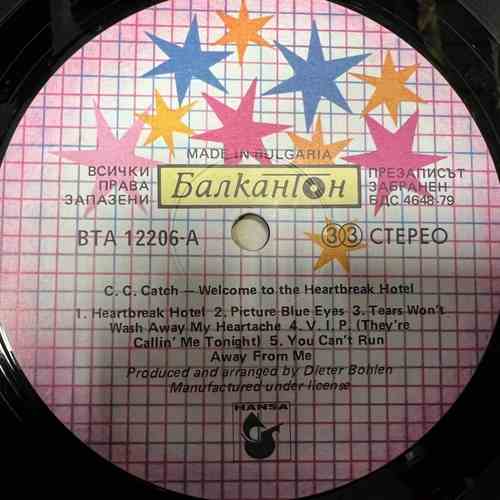 MADE IN BULGARIA
ВСИЧКИ
ПРАВА
ЗАПАЗЕНИ
Балкантон
ПРЕЗАПИСЪТ
ЗАБРАНЕН
БДС 4648-79
ВТА 12206-А
33 СТЕРЕО
C. C. Catch — Welcome to the Heartbreak Hotel
1. Heartbreak Hotel 2. Picture Blue Eyes 3. Tears Won't
Wash Away My Heartache 4. V. I. P. (They're
Callin' Me Tonight) 5. You Can't Run
Away From Me
Produced and arranged by Dieter Bohlen
Manufactured under license
HANSA